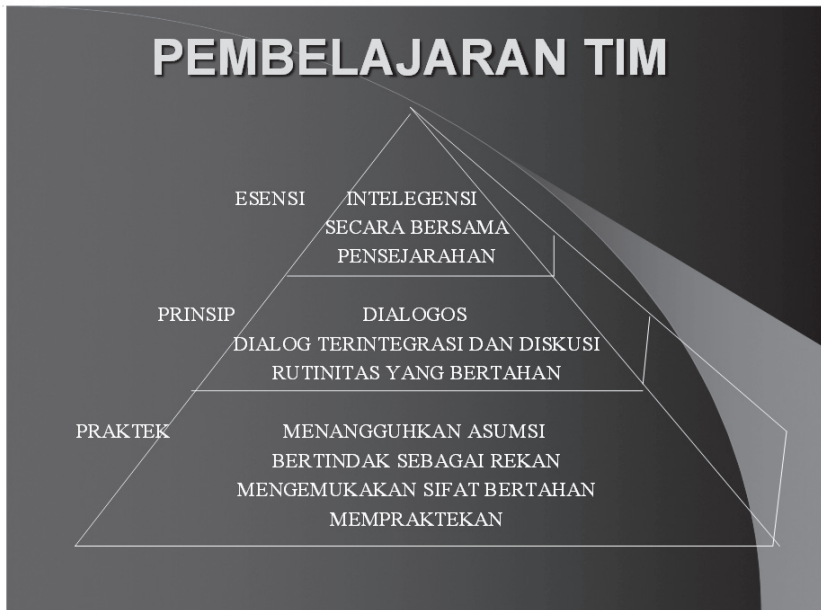 PEMBELAJARAN TIM
ESENSI INTELEGENSI
SECARA BERSAMA
PENSEJARAHAN
PRINSIP DIALOGOS
DIALOG TERINTEGRASI DAN DISKUSI
RUTINITAS YANG BERTAHAN
PRAKTEK MENANGGUHKAN ASUMSI
BERTINDAK SEBAGAI REKAN
MENGEMUKAKAN SIFAT BERTAHAN
MEMPRAKTEKAN